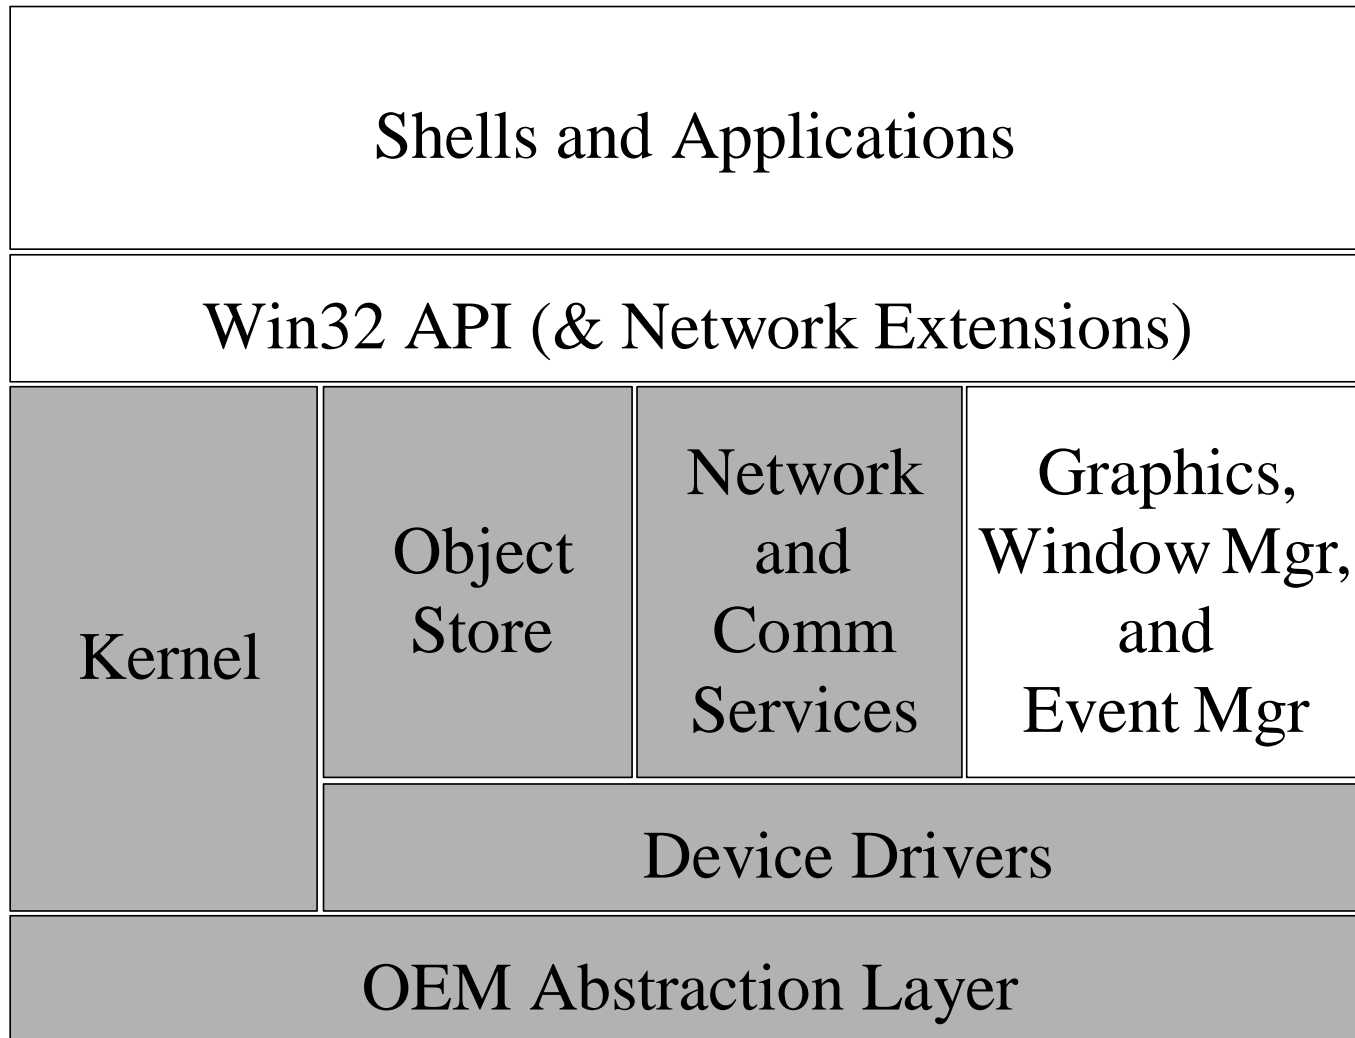 Shells and Applications
Win32 API (& Network Extensions)
Kernel
Object
Store
Network
and
Comm
Services
Graphics,
Window Mgr,
and
Event Mgr
Device Drivers
OEM Abstraction Layer